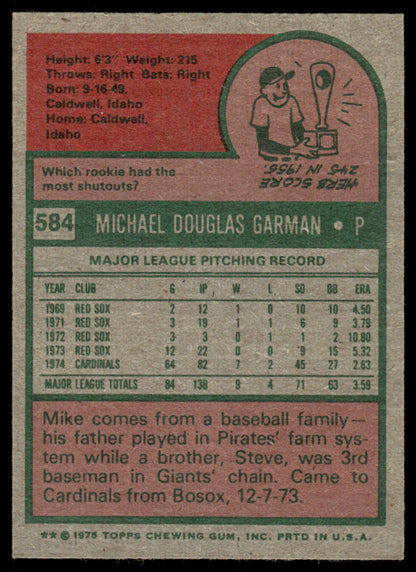 Height: 6'3" Weight: 215
Throws: Right Bats: Right
Born: 9-16-49,
Caldwell, Idaho
Home: Caldwell,
Idaho
Which rookie had the
most shutouts?
HERB SCORE
245 IN 1955.
584 MICHAEL DOUGLAS GARMAN • P
MAJOR LEAGUE PITCHING RECORD
YEAR CLUB G IP W L SO BB ERA
1969 RED SOX 2 12 1 0 10 10 4.50
1971 RED SOX 3 19 1 1 6 9 3.79
1972 RED SOX 3 3 0 1 1 2 10.80
1973 RED SOX 12 22 0 0 9 15 5.32
1974 CARDINALS 64 82 7 2 45 27 2.63
MAJOR LEAGUE TOTALS 84 138 9 4 71 63 3.59
Mike comes from a baseball family—
his father played in Pirates' farm sys-
tem while a brother, Steve, was 3rd
baseman in Giants' chain. Came to
Cardinals from Bosox, 12-7-73.
** © 1975 TOPPS CHEWING GUM, INC. PRTD IN U.S.A.